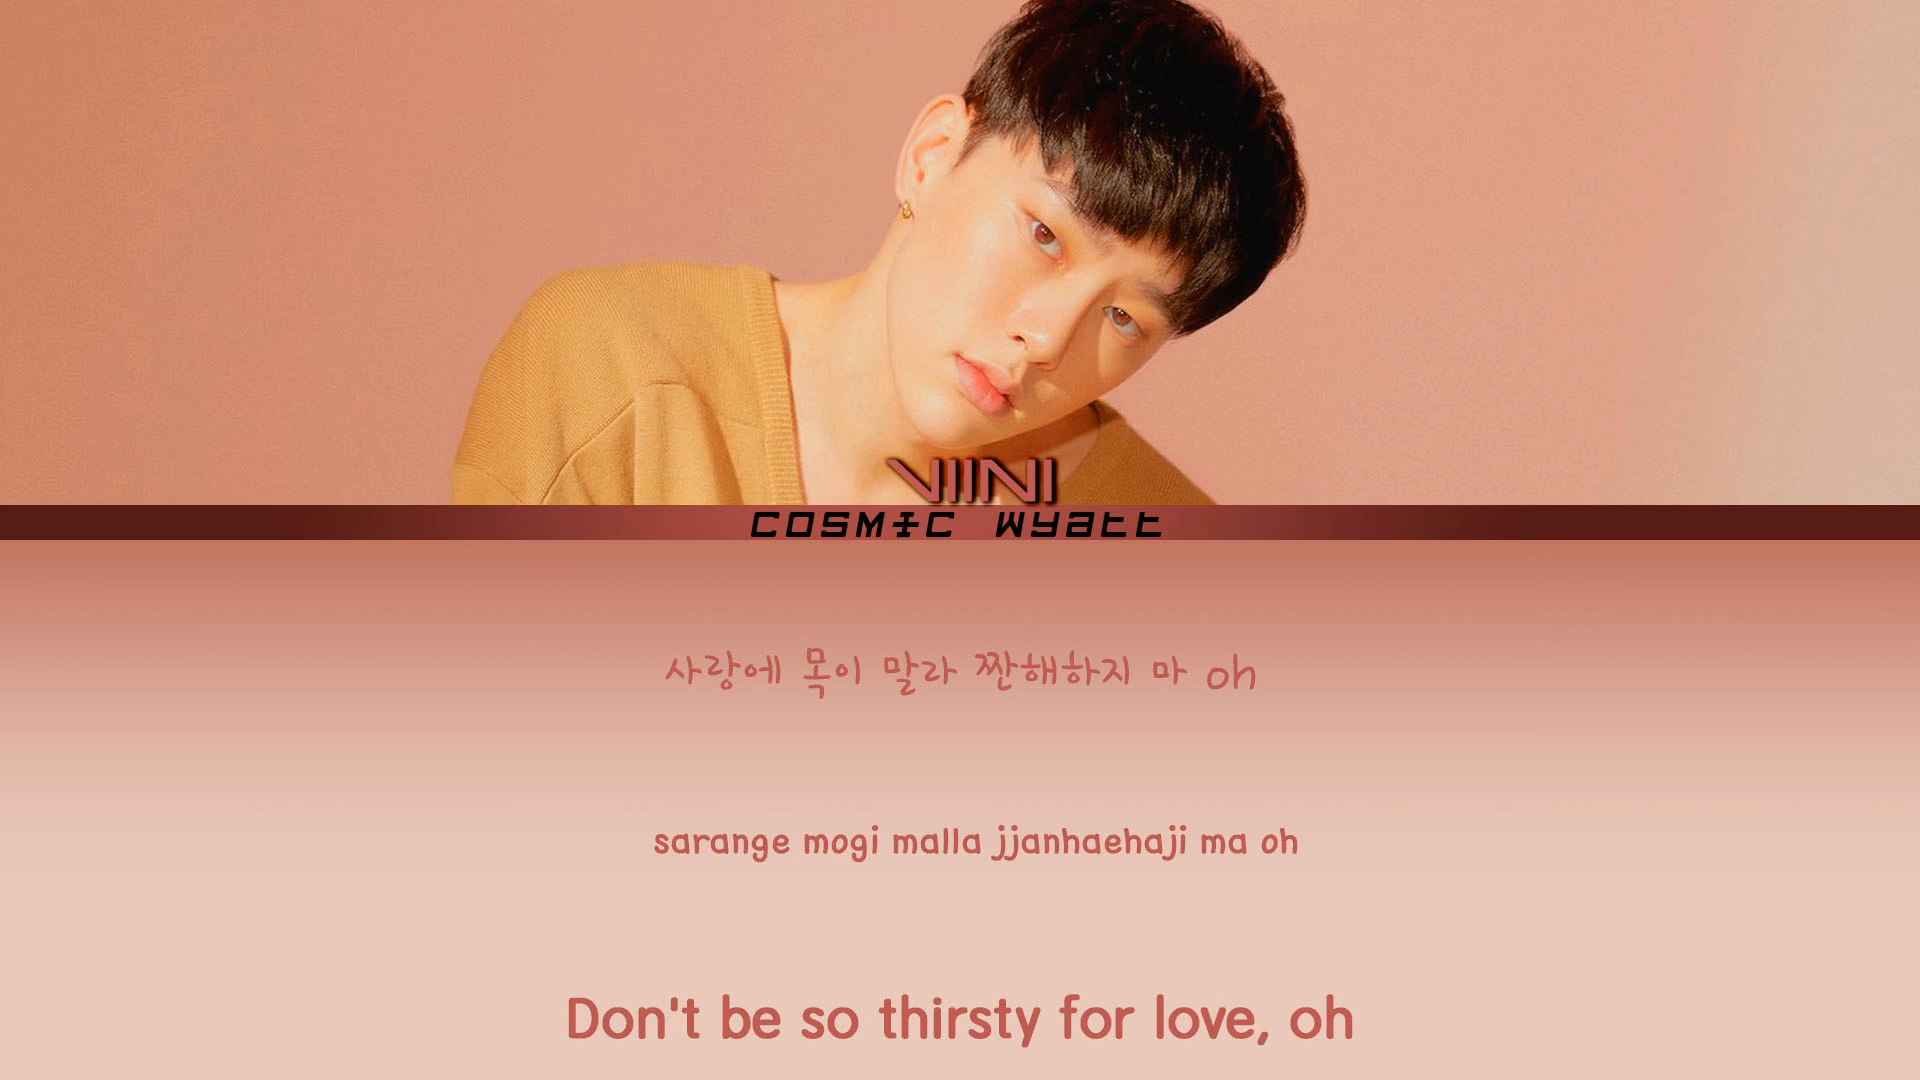 VIINI
COSMIC WYATT
사랑에 목이 말라 짠해하지 마 oh
sarange mogi malla jjanhaehaji ma oh
Don't be so thirsty for love, oh